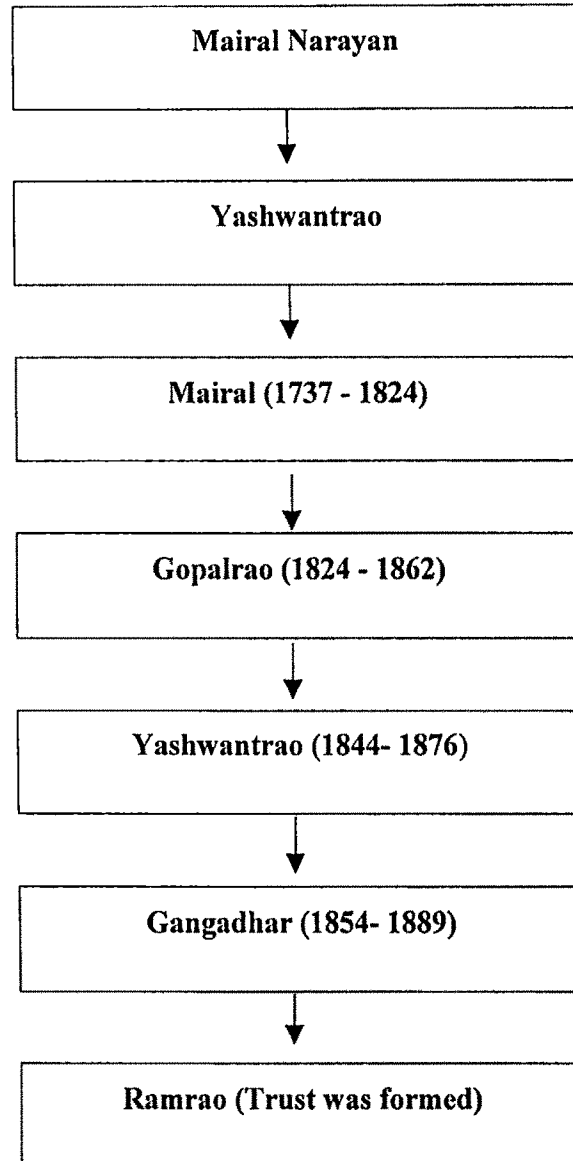 Mairal Narayan
Yashwantrao
Mairal (1737 - 1824)
Gopalrao (1824 - 1862)
Yashwantrao (1844- 1876)
Gangadhar (1854- 1889)
Ramrao (Trust was formed)